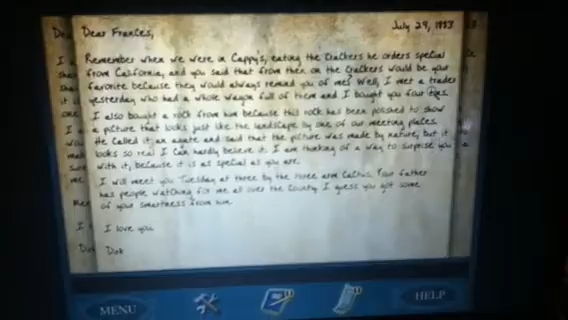 Dear Frances,
July 29, 1883
Remember when we were in Cappy's, eating the crackers he orders special
from California, and you said that from then on the crackers would be your
favorite because they would always remind you of me? Well, I met a trader
yesterday who had a whole wagon full of them and I bought you four
I also bought a rock from him because this rock has been polished to show
a picture that looks just like the landscape by one of our meeting places.
He called it an agate and said that the picture was made by nature, but it
looks so real I can hardly believe it. I am thinking of a way to surprise you
with it, because it is as special as you are.
I will meet you Tuesday at three by the three arm cactus. Your father
has people watching for me all over the County. I guess you got some
of your smartness from him.
I love you
Dirk
MENU
HELP